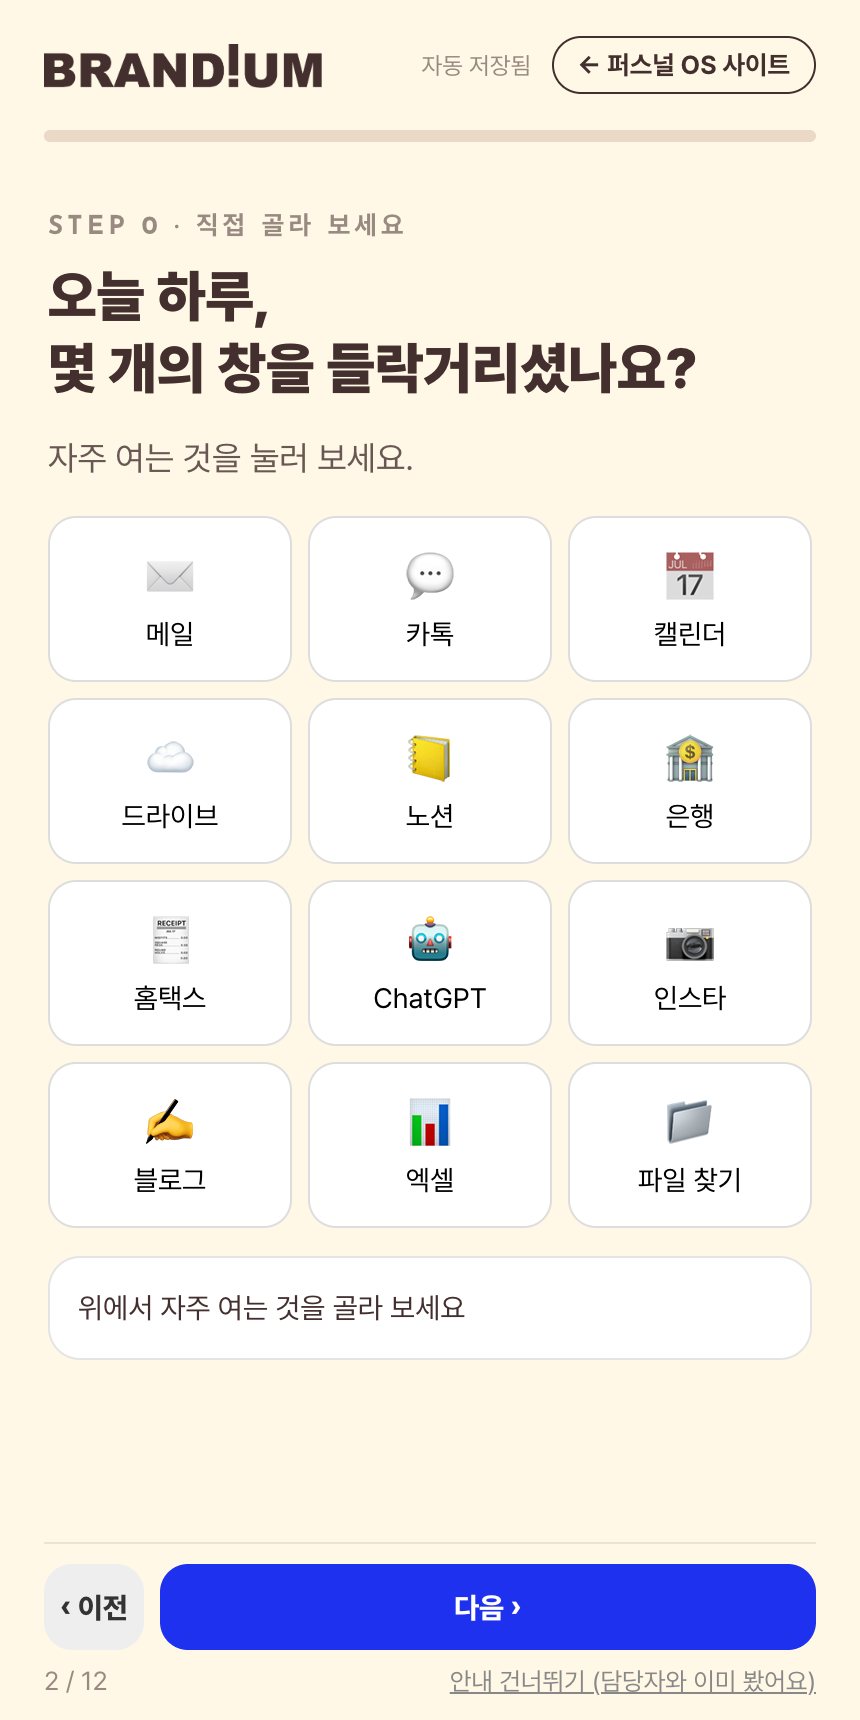 BRAND!UM
자동 저장됨
← 퍼스널 OS 사이트
STEP 0 · 직접 골라 보세요
오늘 하루,
몇 개의 창을 들락거리셨나요?
자주 여는 것을 눌러 보세요.
메일
카톡
JUL
17
캘린더
드라이브
노션
$
은행
RECEIPT
홈택스
ChatGPT
인스타
블로그
엑셀
파일 찾기
위에서 자주 여는 것을 골라 보세요
‹ 이전
다음 ›
2 / 12
안내 건너뛰기 (담당자와 이미 봤어요)